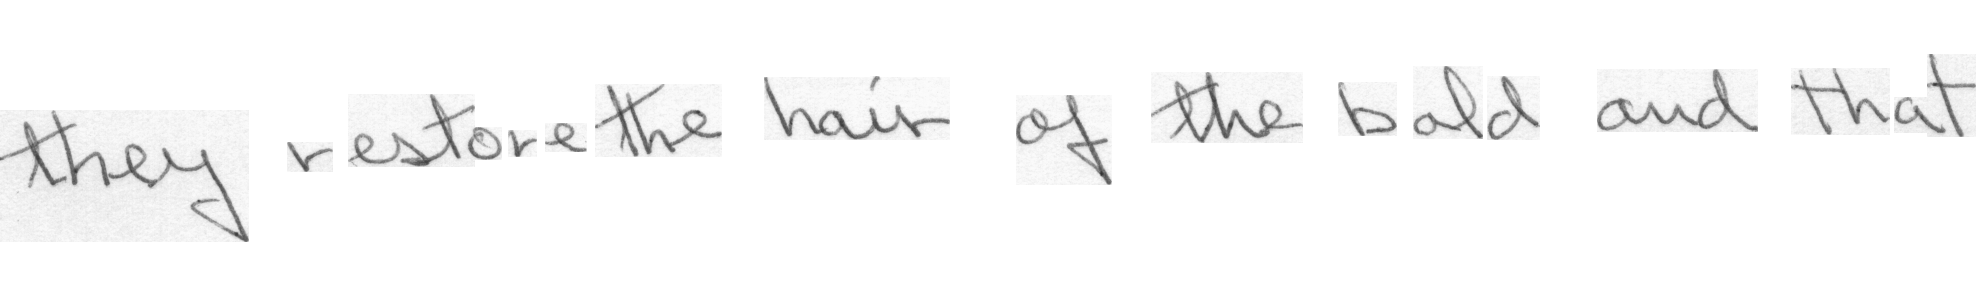 they restore the hair of the bald and that